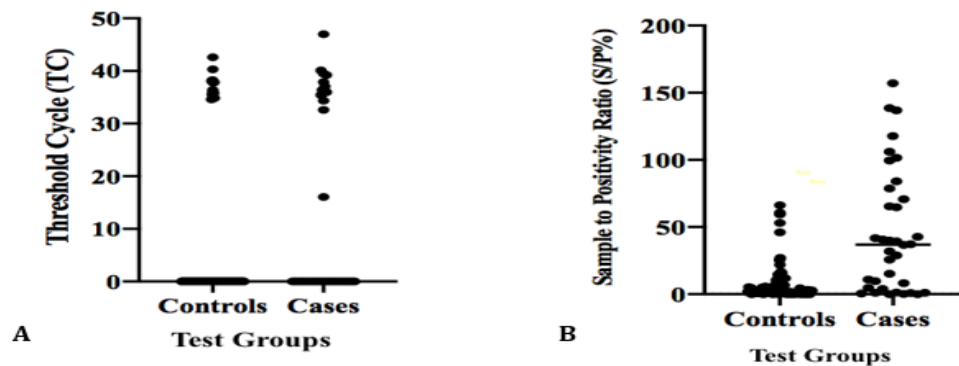 Threshold Cycle (TC)
50
40
30
20
10
0
Controls Cases
Test Groups
A
Sample to Positivity Ratio (S/P%)
200
150
100
50
0
Controls Cases
Test Groups
B